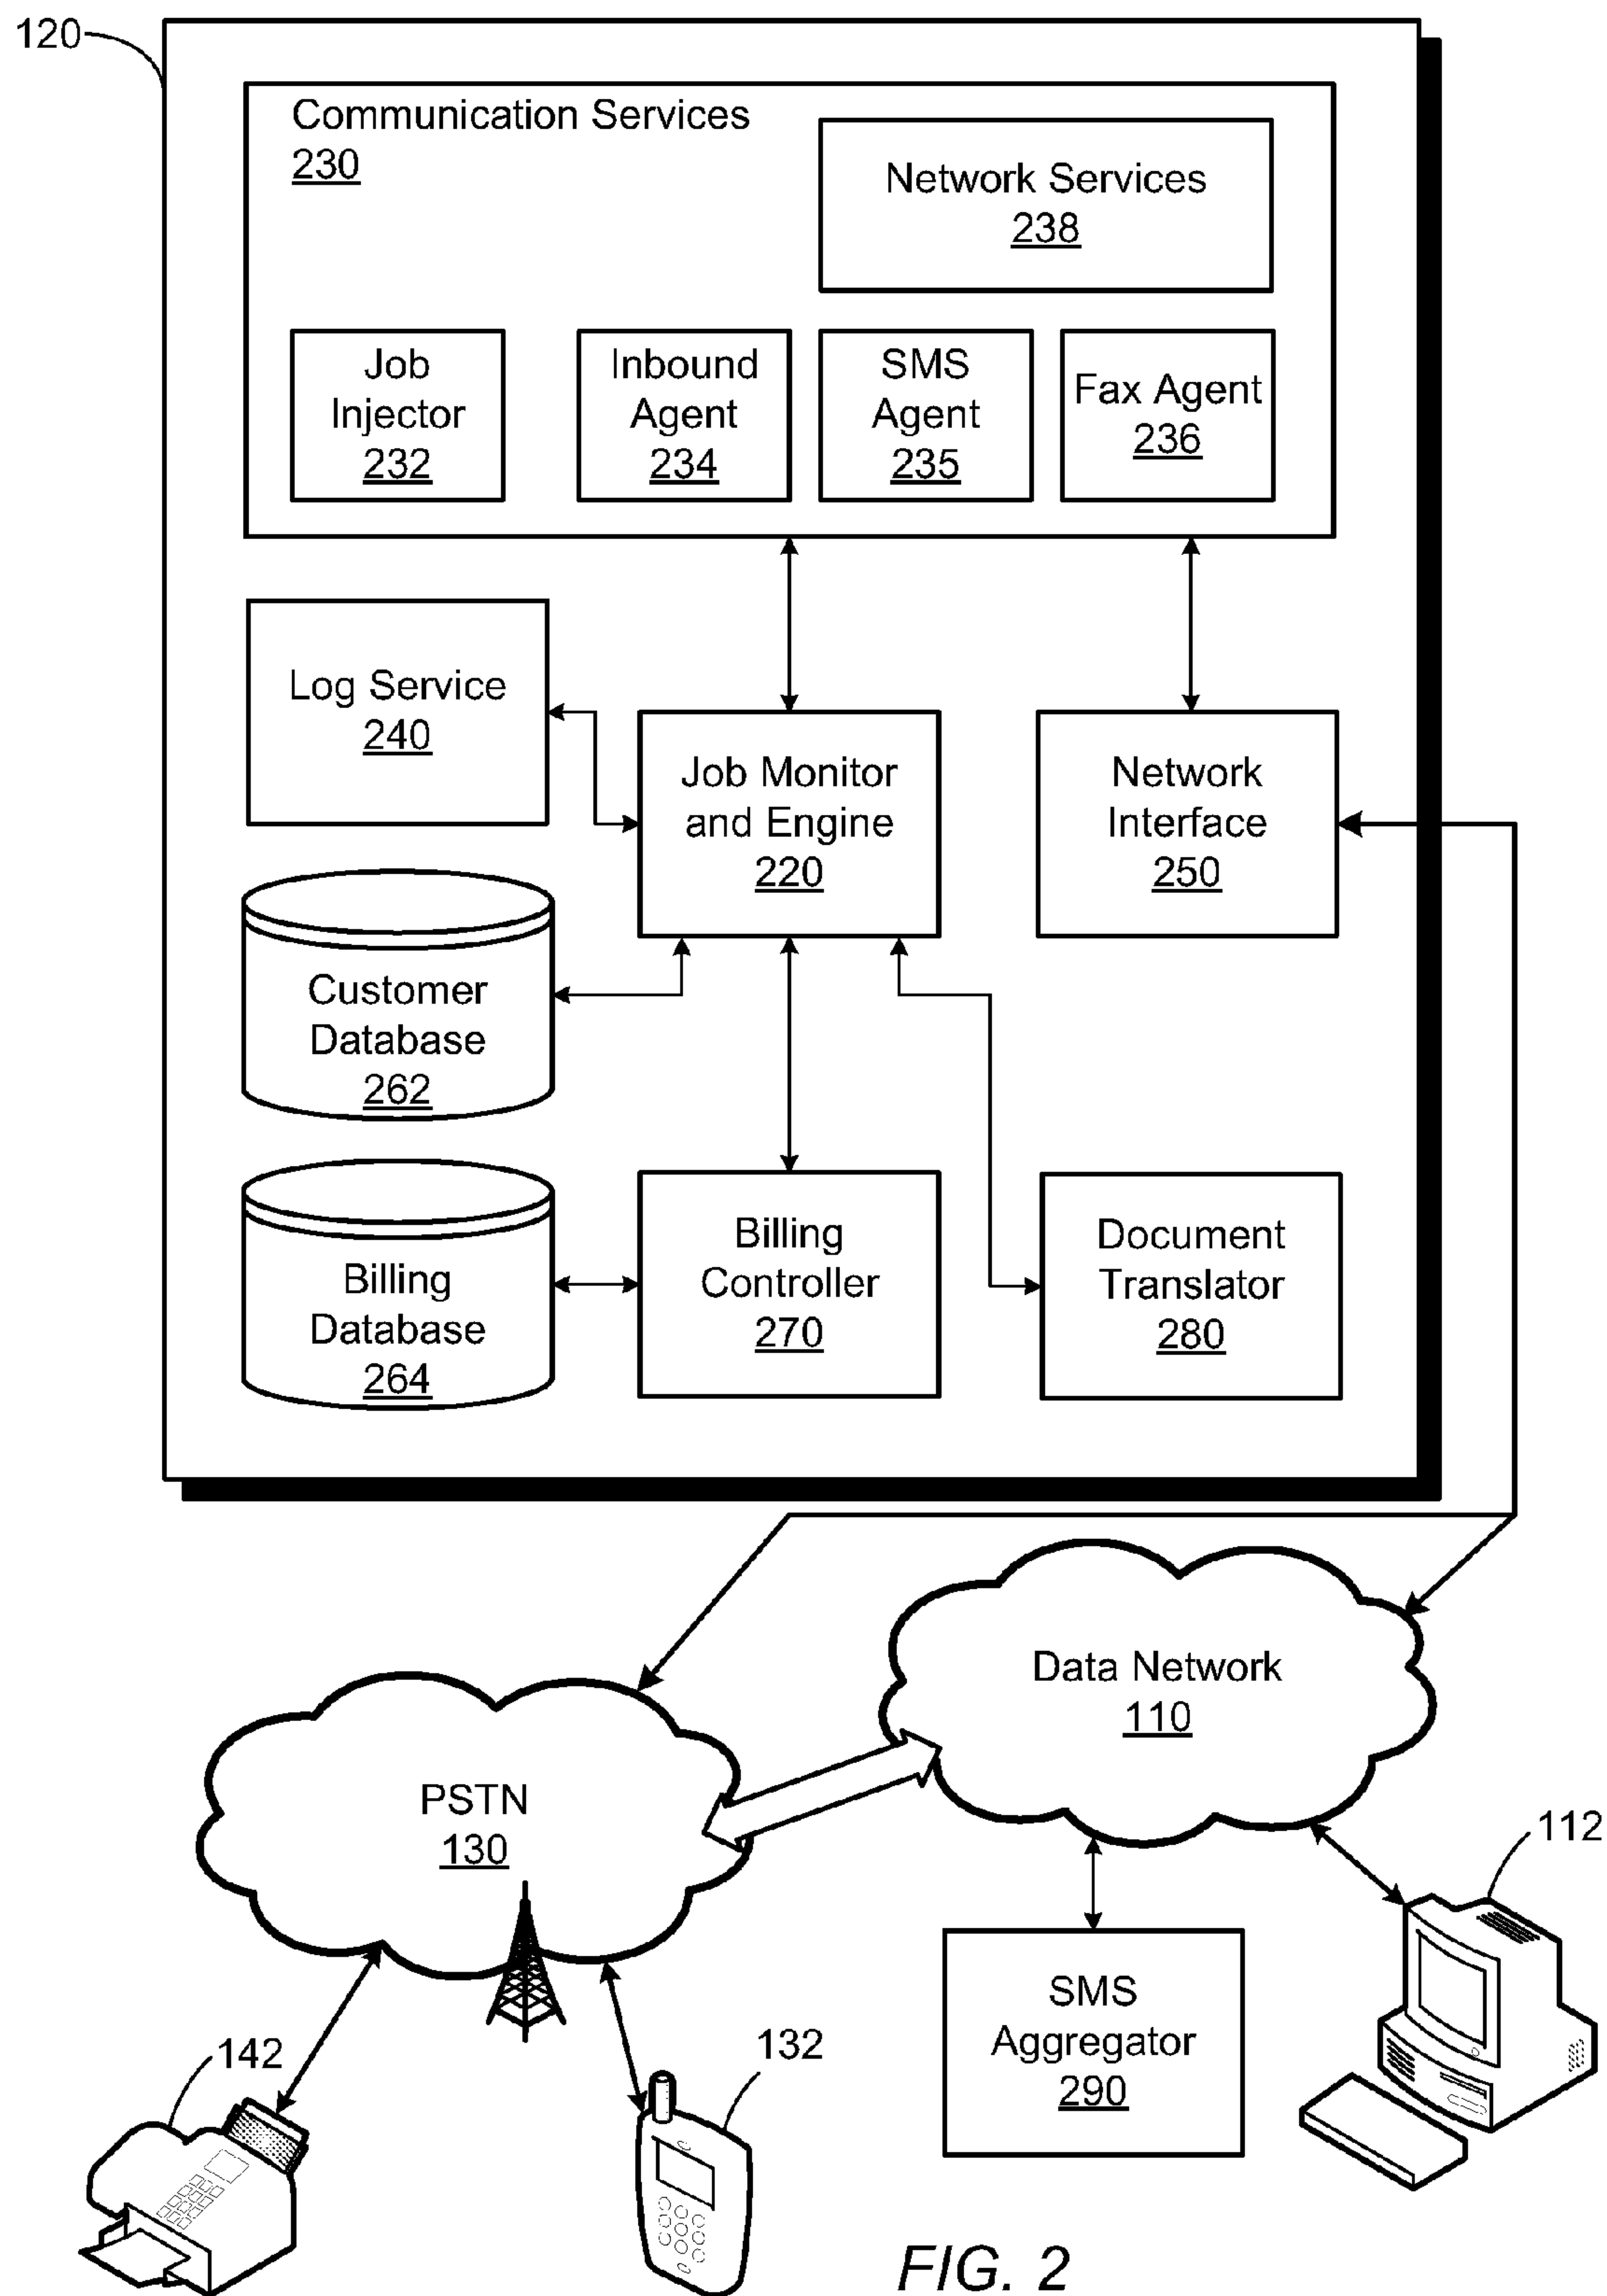 120
Communication Services
230
Network Services
238
Job
Injector
232
Inbound
Agent
234
SMS
Agent
235
Fax Agent
236
Log Service
240
Job Monitor
and Engine
220
Network
Interface
250
Customer
Database
262
Billing
Database
264
Billing
Controller
270
Document
Translator
280
Data Network
110
PSTN
130
112
SMS
Aggregator
290
142
132
FIG. 2